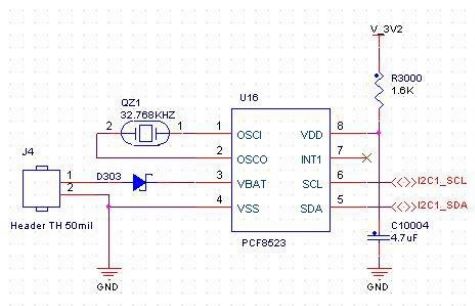 V_3V2
R3000
1.6K
QZ1
32.768KHZ
U16
2 1 1 OSCI VDD 8
2 OSCO INT1 7
J4
1 D303 3 VBAT SCL 6 I2C1_SCL
2 4 VSS SDA 5 I2C1_SDA
Header TH 50mil
PCF8523
C10004
4.7uF
GND GND